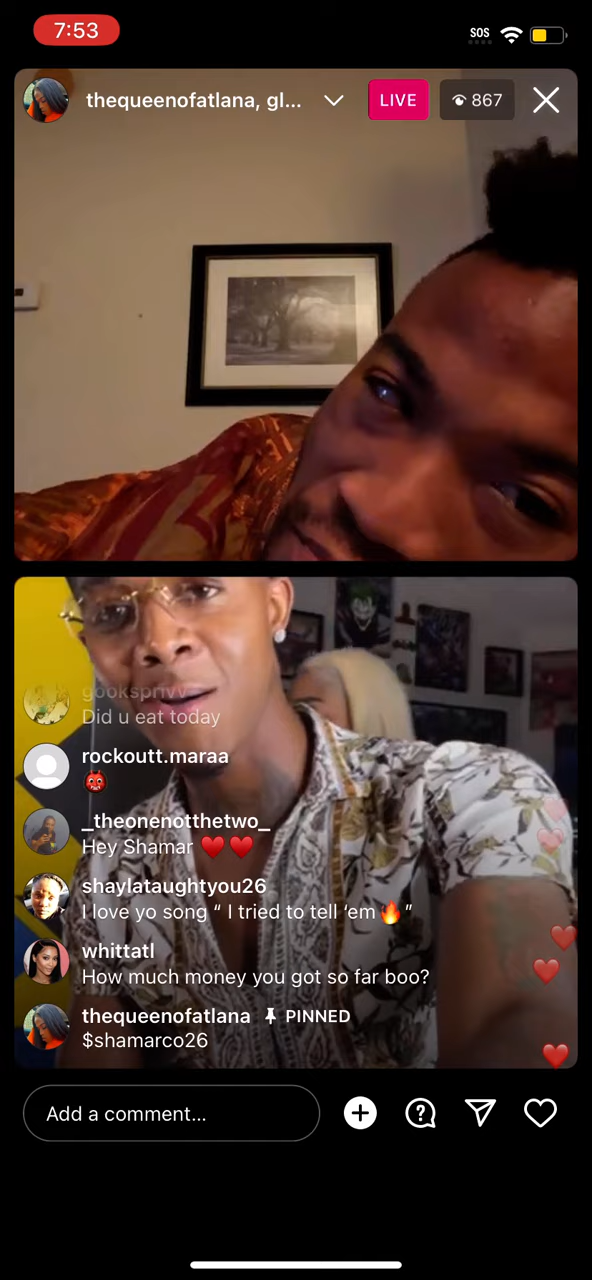 7:53
SOS
thequeenofatlana, gl...
LIVE
867
gooksprivv
Did u eat today
rockoutt.maraa
👹
_theonenotthetwo_
Hey Shamar ❤️❤️
shaylataughtyou26
I love yo song “ I tried to tell ‘em🔥”
whittatl
How much money you got so far boo?
thequeenofatlana PINNED
$shamarco26
Add a comment...